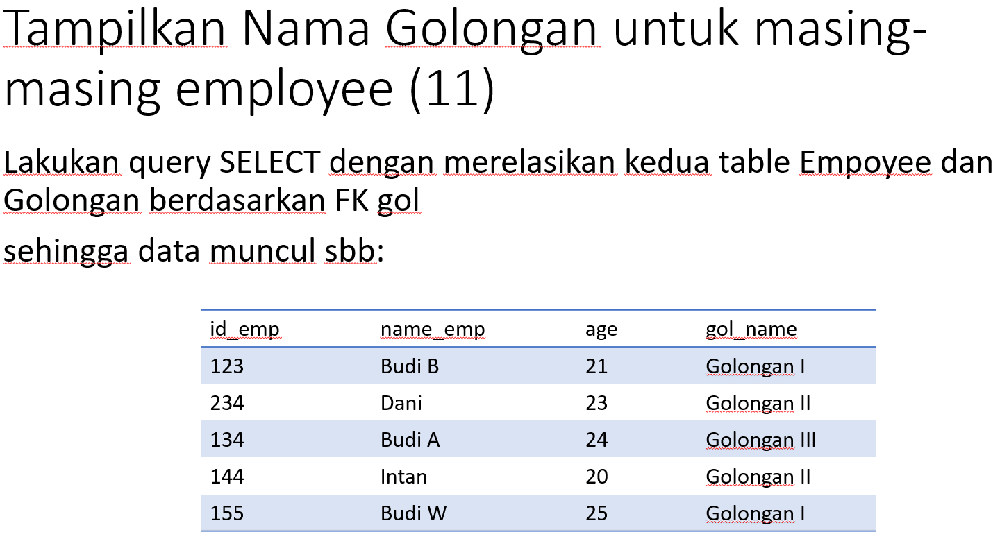 Tampilkan Nama Golongan untuk masing-
masing employee (11)
Lakukan query SELECT dengan merelasikan kedua table Empoyee dan
Golongan berdasarkan FK gol
sehingga data muncul sbb:
id_emp name_emp age gol_name
123 Budi B 21 Golongan I
234 Dani 23 Golongan II
134 Budi A 24 Golongan III
144 Intan 20 Golongan II
155 Budi W 25 Golongan I